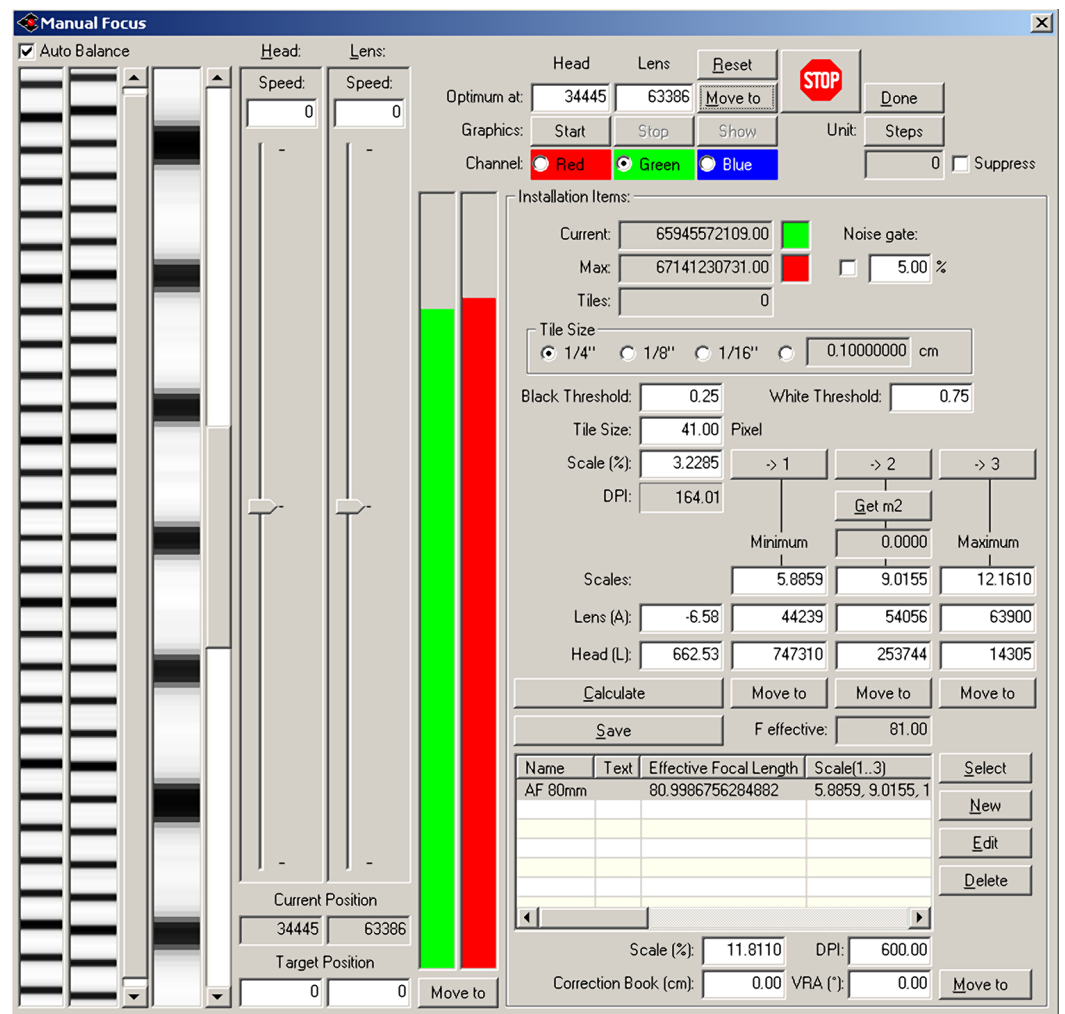 Manual Focus
Auto Balance
Head: Lens:
Speed: Speed:
0 0
Head Lens Reset
STOP
Optimum at: 34445 63386 Move to Done
Graphics: Start Stop Show Unit: Steps
Channel: Red Green Blue 0 Suppress
Installation Items:
Current: 65945572109.00 Noise gate:
Max: 67141230731.00 5.00 %
Tiles: 0
Tile Size
1/4" 1/8" 1/16" 0.10000000 cm
Black Threshold: 0.25 White Threshold: 0.75
Tile Size: 41.00 Pixel
Scale (%): 3.2285 -> 1 -> 2 -> 3
DPI: 164.01 Get m2
Minimum 0.0000 Maximum
Scales: 5.8859 9.0155 12.1610
Lens (A): -6.58 44239 54056 63900
Head (L): 662.53 747310 253744 14305
Calculate Move to Move to Move to
Save F effective: 81.00
Name Text Effective Focal Length Scale(1..3)
AF 80mm 80.9986756284882 5.8859, 9.0155, 1
Select
New
Edit
Delete
Current Position
34445 63386
Target Position
0 0 Move to
Scale (%): 11.8110 DPI: 600.00
Correction Book (cm): 0.00 VRA (°): 0.00 Move to